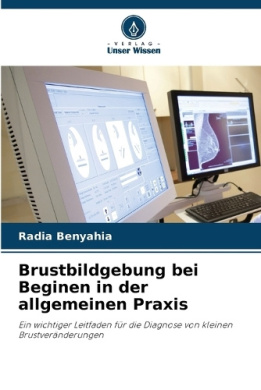 VERLAG
Unser Wissen
Radia Benyahia
Brustbildgebung bei
Beginen in der
allgemeinen Praxis
Ein wichtiger Leitfaden für die Diagnose von kleinen
Brustveränderungen